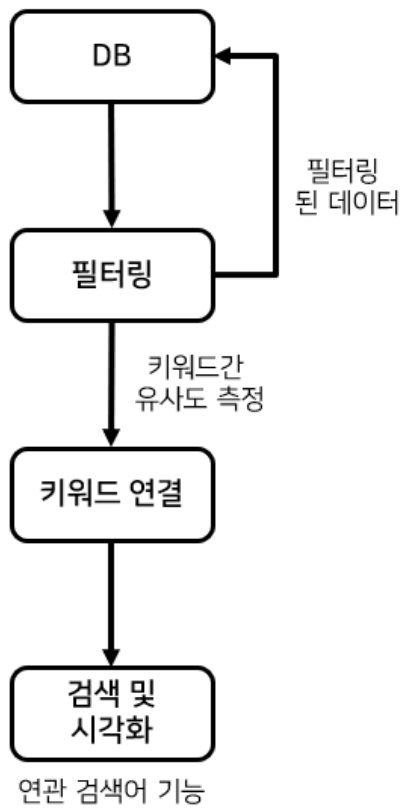 DB
필터링
된 데이터
필터링
키워드간
유사도 측정
키워드 연결
검색 및
시각화
연관 검색어 기능